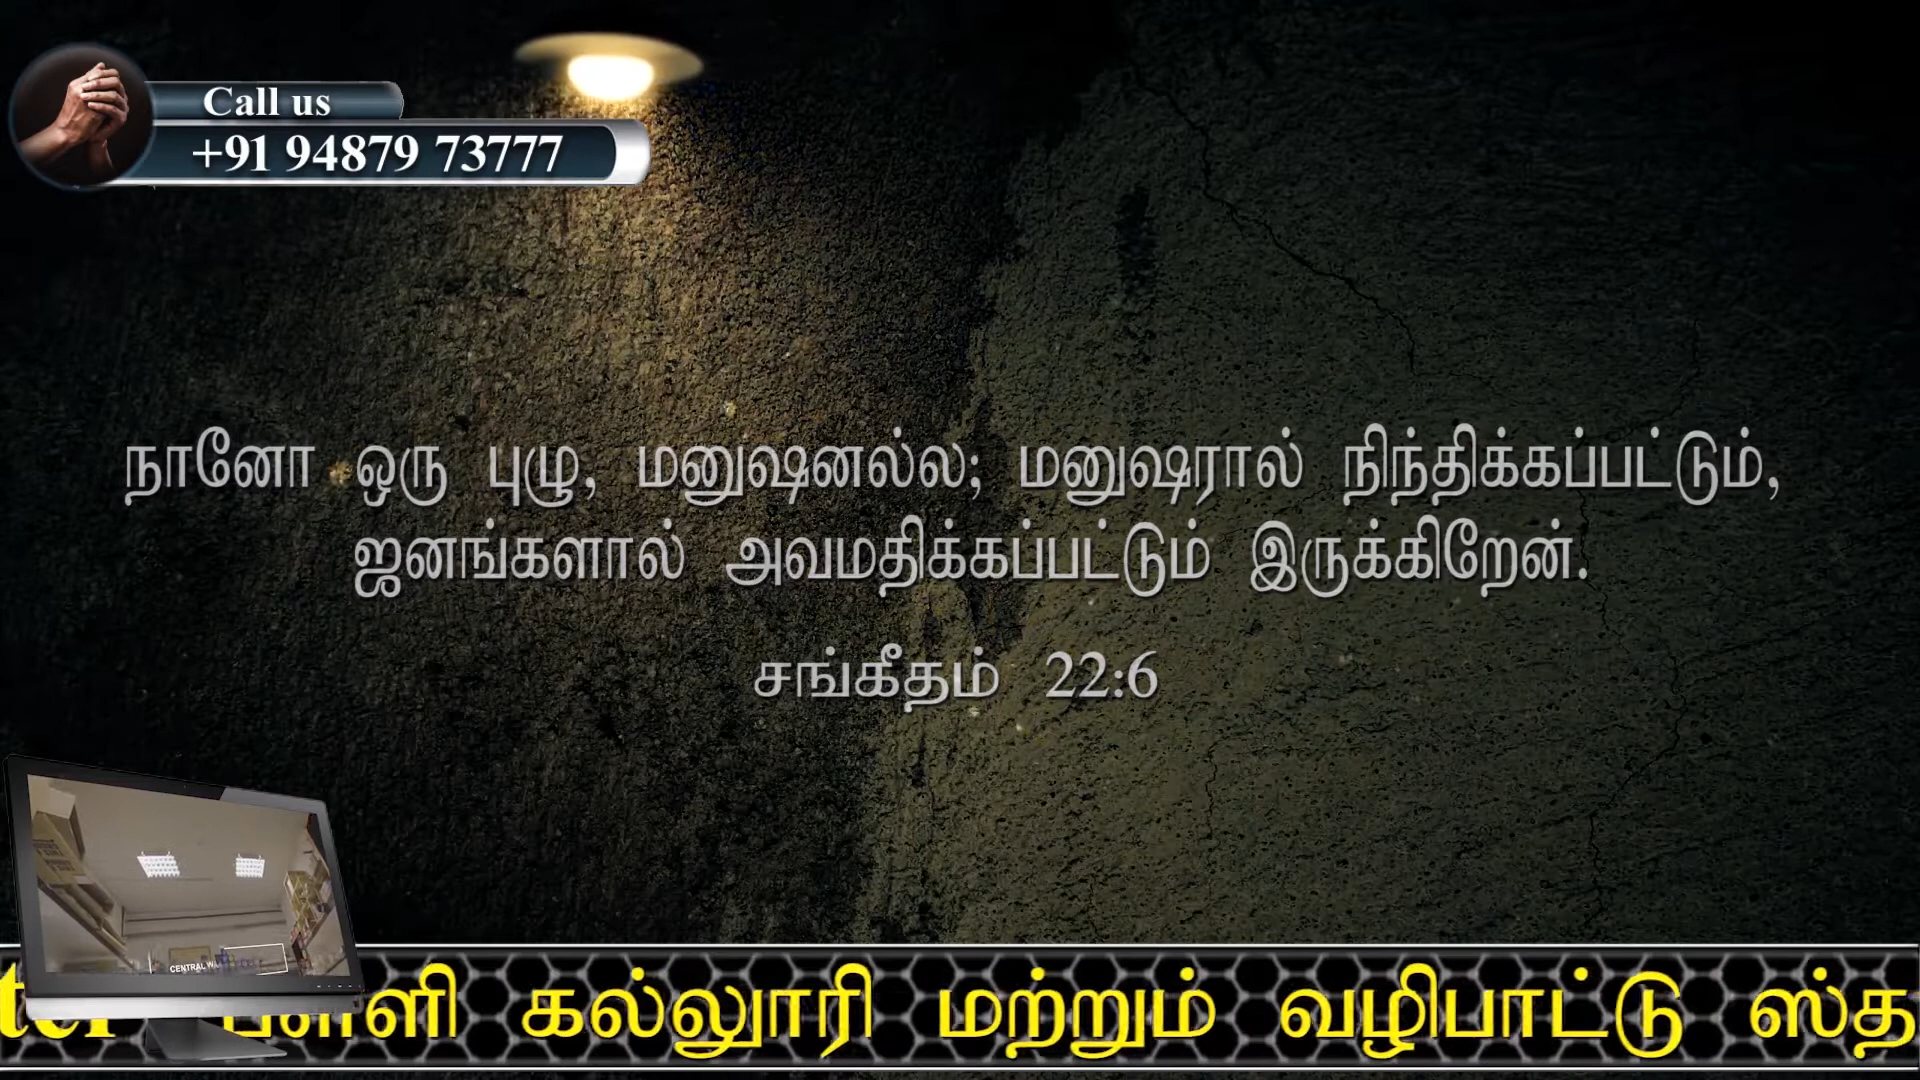 Call us
+91 94879 73777
நானோ ஒரு புழு, மனுஷனல்ல; மனுஷரால் நிந்திக்கப்பட்டும்,
ஜனங்களால் அவமதிக்கப்பட்டும் இருக்கிறேன்.
சங்கீதம் 22:6
CENTRAL
கல்லூரி மற்றும் வழிபாட்டு ஸ்த